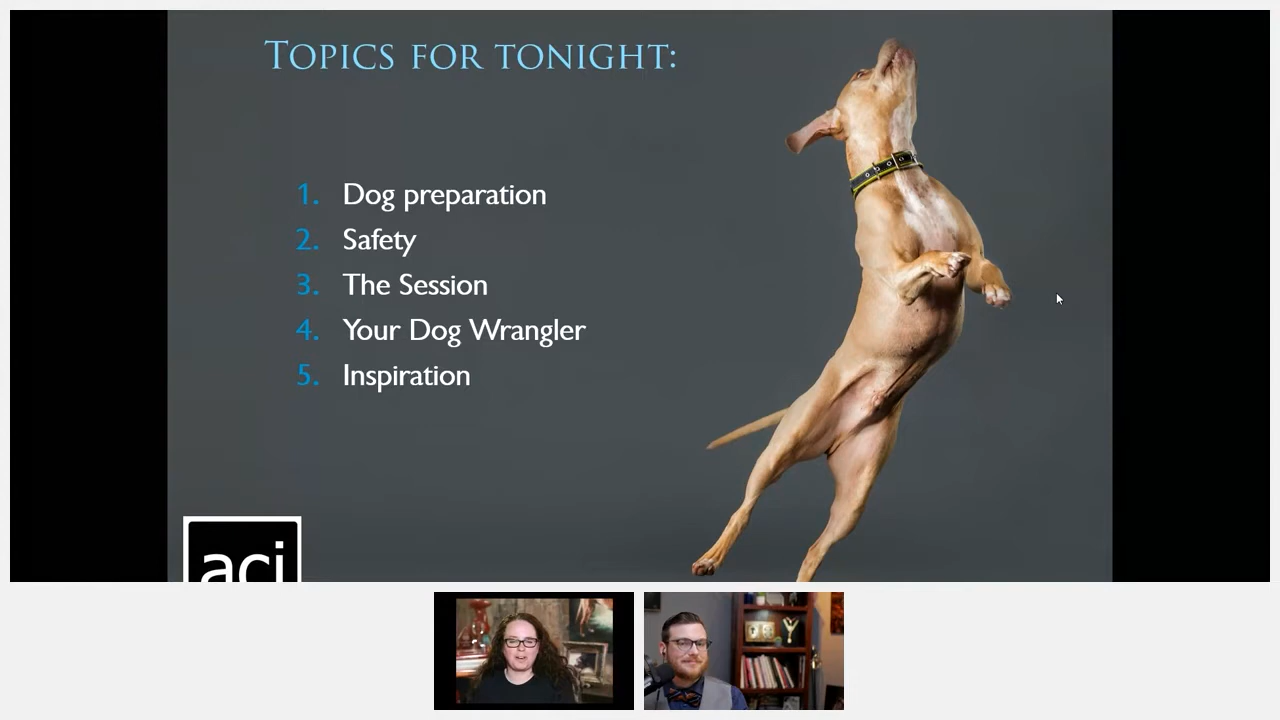 TOPICS FOR TONIGHT:
1. Dog preparation
2. Safety
3. The Session
4. Your Dog Wrangler
5. Inspiration
aci